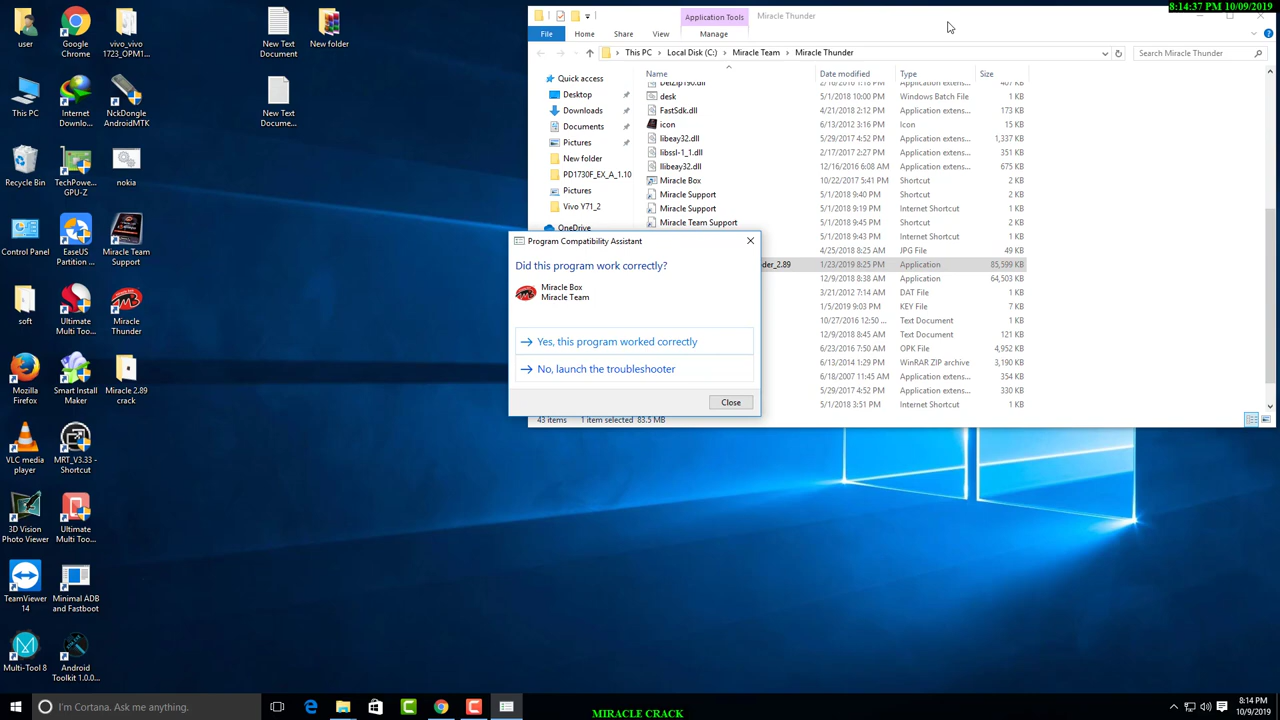 8:14:37 PM 10/09/2019
Application Tools
Miracle Thunder
File
Home
Share
View
Manage
This PC
Local Disk (C:)
Miracle Team
Miracle Thunder
Search Miracle Thunder
Quick access
Desktop
Downloads
Documents
Pictures
New folder
PD1730F_EX_A_1.10
Pictures
Vivo Y71_2
OneDrive
Name Date modified Type Size
desk 5/1/2018 10:00 PM Windows Batch File 1 KB
FastSdk.dll 4/21/2018 2:12 PM Application extens... 173 KB
icon 6/13/2012 3:16 PM Icon 15 KB
libeay32.dll 5/29/2017 4:52 PM Application extens... 1,337 KB
libssl-1_1.dll 2/17/2017 2:27 PM Application extens... 351 KB
llibeay32.dll 12/16/2016 6:08 AM Application extens... 675 KB
Miracle Box 10/22/2017 5:41 PM Shortcut 2 KB
Miracle Support 5/1/2018 9:40 PM Shortcut 2 KB
Miracle Support 5/1/2018 9:19 PM Internet Shortcut 1 KB
Miracle Team Support 5/1/2018 9:45 PM Shortcut 2 KB
5/1/2018 9:43 PM Internet Shortcut 1 KB
4/25/2018 8:25 AM JPG File 49 KB
der_2.89 1/23/2019 8:25 PM Application 85,599 KB
12/9/2018 8:38 AM Application 64,503 KB
3/21/2012 7:14 AM DAT File 1 KB
1/5/2019 9:03 PM KEY File 7 KB
10/27/2016 12:50 ... Text Document 1 KB
12/9/2018 8:45 AM Text Document 121 KB
6/23/2016 7:50 AM OPK File 4,952 KB
6/13/2014 1:29 PM WinRAR ZIP archive 3,190 KB
6/18/2007 11:45 AM Application extens... 354 KB
5/29/2017 4:52 PM Application extens... 330 KB
5/1/2018 3:51 PM Internet Shortcut 1 KB
43 items 1 item selected 83.5 MB
Program Compatibility Assistant
Did this program work correctly?
Miracle Box
Miracle Team
Yes, this program worked correctly
No, launch the troubleshooter
Close
user
Google
Chrome
vivo_vivo
1723_OPM1...
New Text
Document
New folder
This PC
Internet
Downlo...
NckDongle
AndroidMTK
New Text
Docume...
Recycle Bin
TechPowe...
GPU-Z
nokia
Control Panel
EaseUS
Partition ...
Miracle Team
Support
soft
Ultimate
Multi Tool...
Miracle
Thunder
Mozilla
Firefox
Smart Install
Maker
Miracle 2.89
crack
VLC media
player
MRT_V3.33 -
Shortcut
3D Vision
Photo Viewer
Ultimate
Multi Tool...
TeamViewer
14
Minimal ADB
and Fastboot
Multi-Tool 8
Android
Toolkit 1.0.0...
I'm Cortana. Ask me anything.
MIRACLE CRACK
8:14 PM
10/9/2019